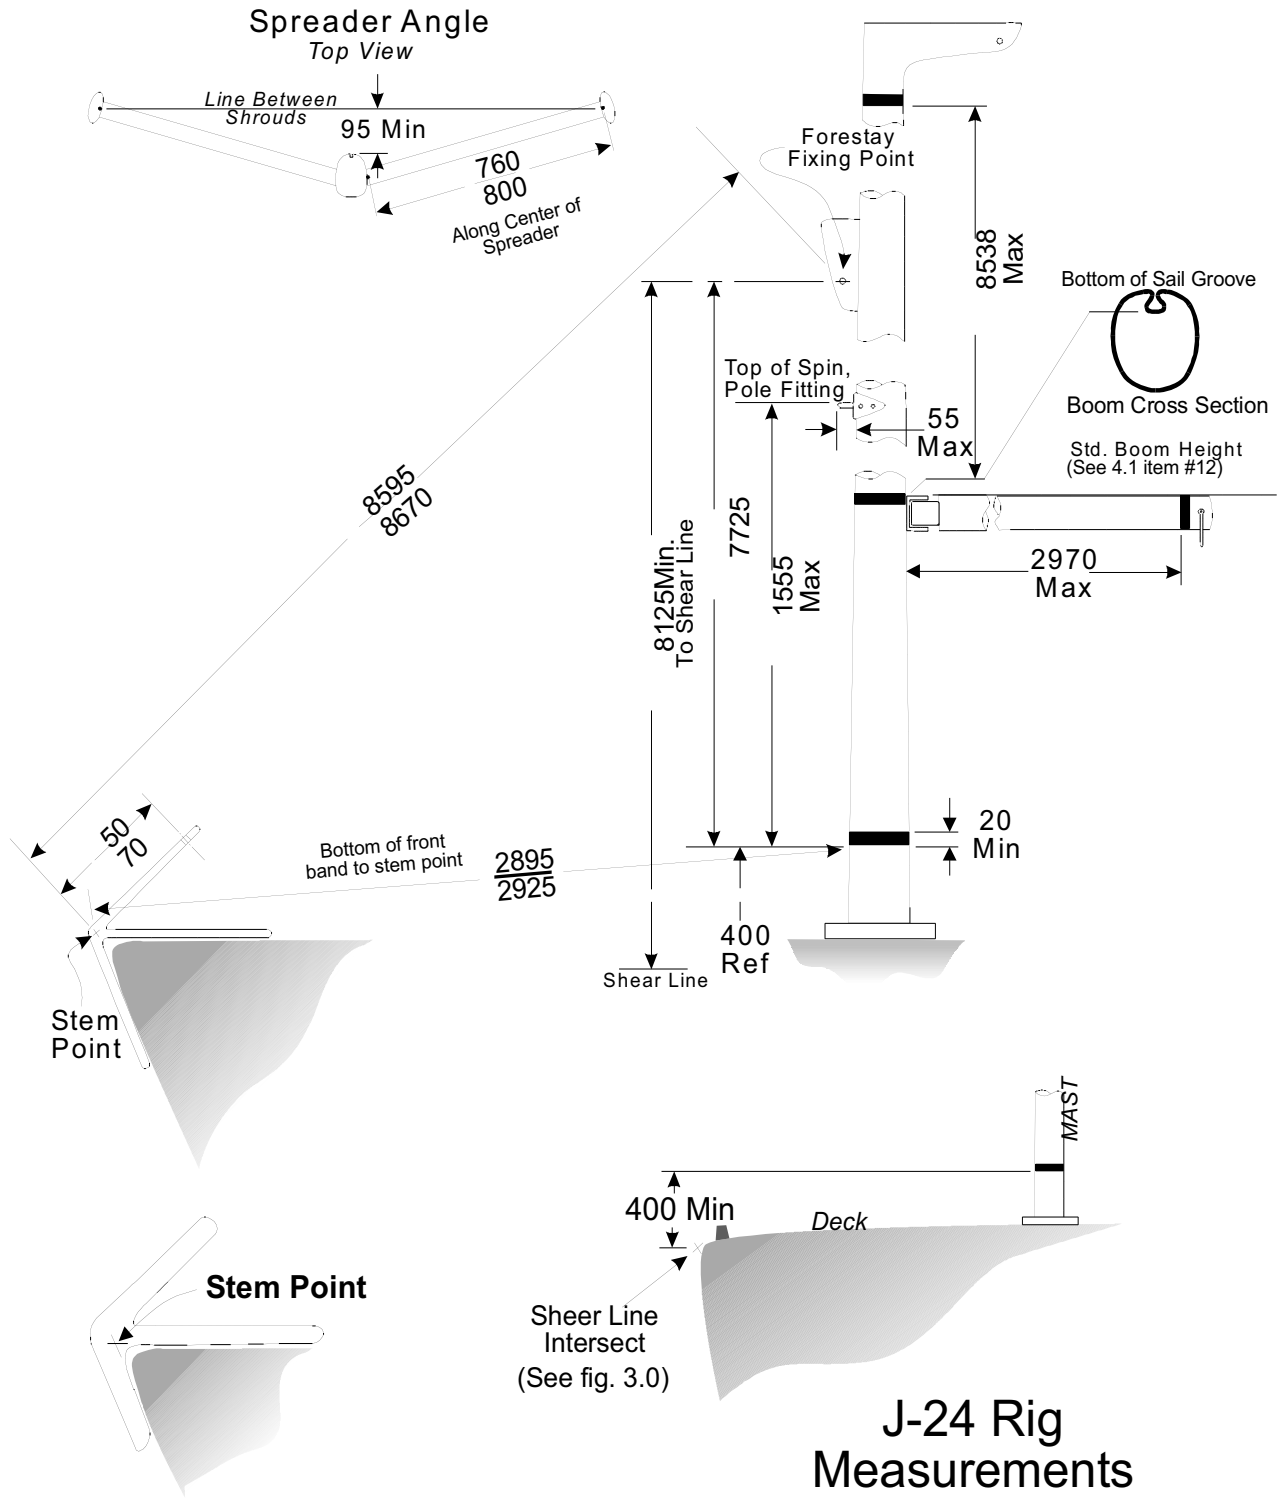 Spreader Angle
Top View
Line Between
Shrouds
95 Min
760
800
Along Center of
Spreader
Forestay
Fixing Point
8538
Max
Bottom of Sail Groove
Boom Cross Section
Std. Boom Height
(See 4.1 item #12)
Top of Spin,
Pole Fitting
55
Max
8595
8670
8125Min.
To Shear Line
7725
1555
Max
2970
Max
50
70
Bottom of front
band to stem point
2895
2925
20
Min
400
Ref
Shear Line
Stem
Point
MAST
400 Min
Deck
Stem Point
Sheer Line
Intersect
(See fig. 3.0)
J-24 Rig
Measurements